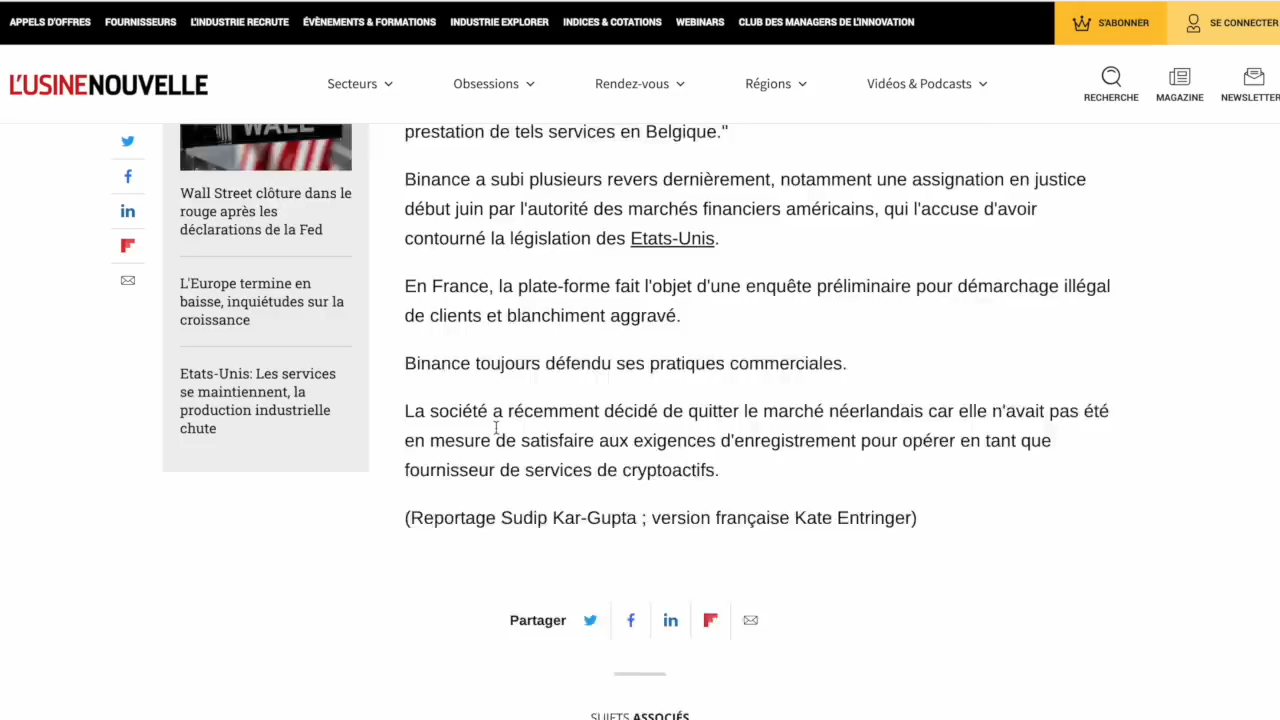 APPELS D'OFFRES FOURNISSEURS L'INDUSTRIE RECRUTE ÉVÈNEMENTS & FORMATIONS INDUSTRIE EXPLORER INDICES & COTATIONS WEBINARS CLUB DES MANAGERS DE L'INNOVATION S'ABONNER SE CONNECTER
L'USINENOUVELLE Secteurs Obsessions Rendez-vous Régions Vidéos & Podcasts RECHERCHE MAGAZINE NEWSLETTER
WALL
Wall Street clôture dans le
rouge après les
déclarations de la Fed
L'Europe termine en
baisse, inquiétudes sur la
croissance
Etats-Unis: Les services
se maintiennent, la
production industrielle
chute
prestation de tels services en Belgique."
Binance a subi plusieurs revers dernièrement, notamment une assignation en justice
début juin par l'autorité des marchés financiers américains, qui l'accuse d'avoir
contourné la législation des Etats-Unis.
En France, la plate-forme fait l'objet d'une enquête préliminaire pour démarchage illégal
de clients et blanchiment aggravé.
Binance toujours défendu ses pratiques commerciales.
La société a récemment décidé de quitter le marché néerlandais car elle n'avait pas été
en mesure de satisfaire aux exigences d'enregistrement pour opérer en tant que
fournisseur de services de cryptoactifs.
(Reportage Sudip Kar-Gupta ; version française Kate Entringer)
Partager
SUJETS ASSOCIÉS